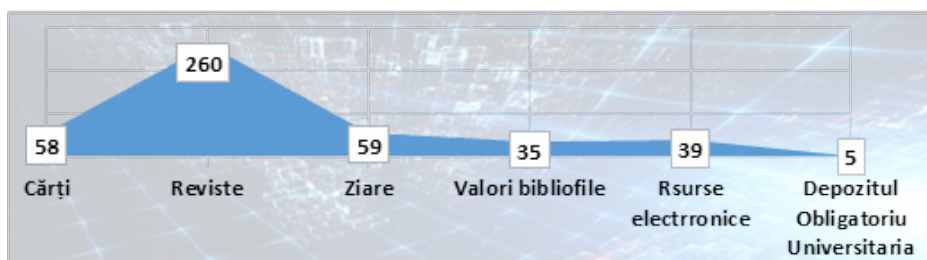 260
58
59
35
39
5
Cărți
Reviste
Ziare
Valori bibliofile
Rsurse
electrronice
Depozitul
Obligatoriu
Universitaria